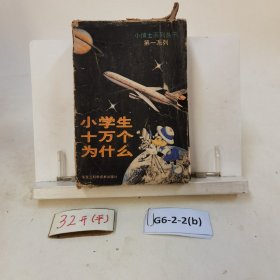 小博士系列丛书
第一系列
小学生
十万个
为什么
32开(平)
G6-2-2(b)